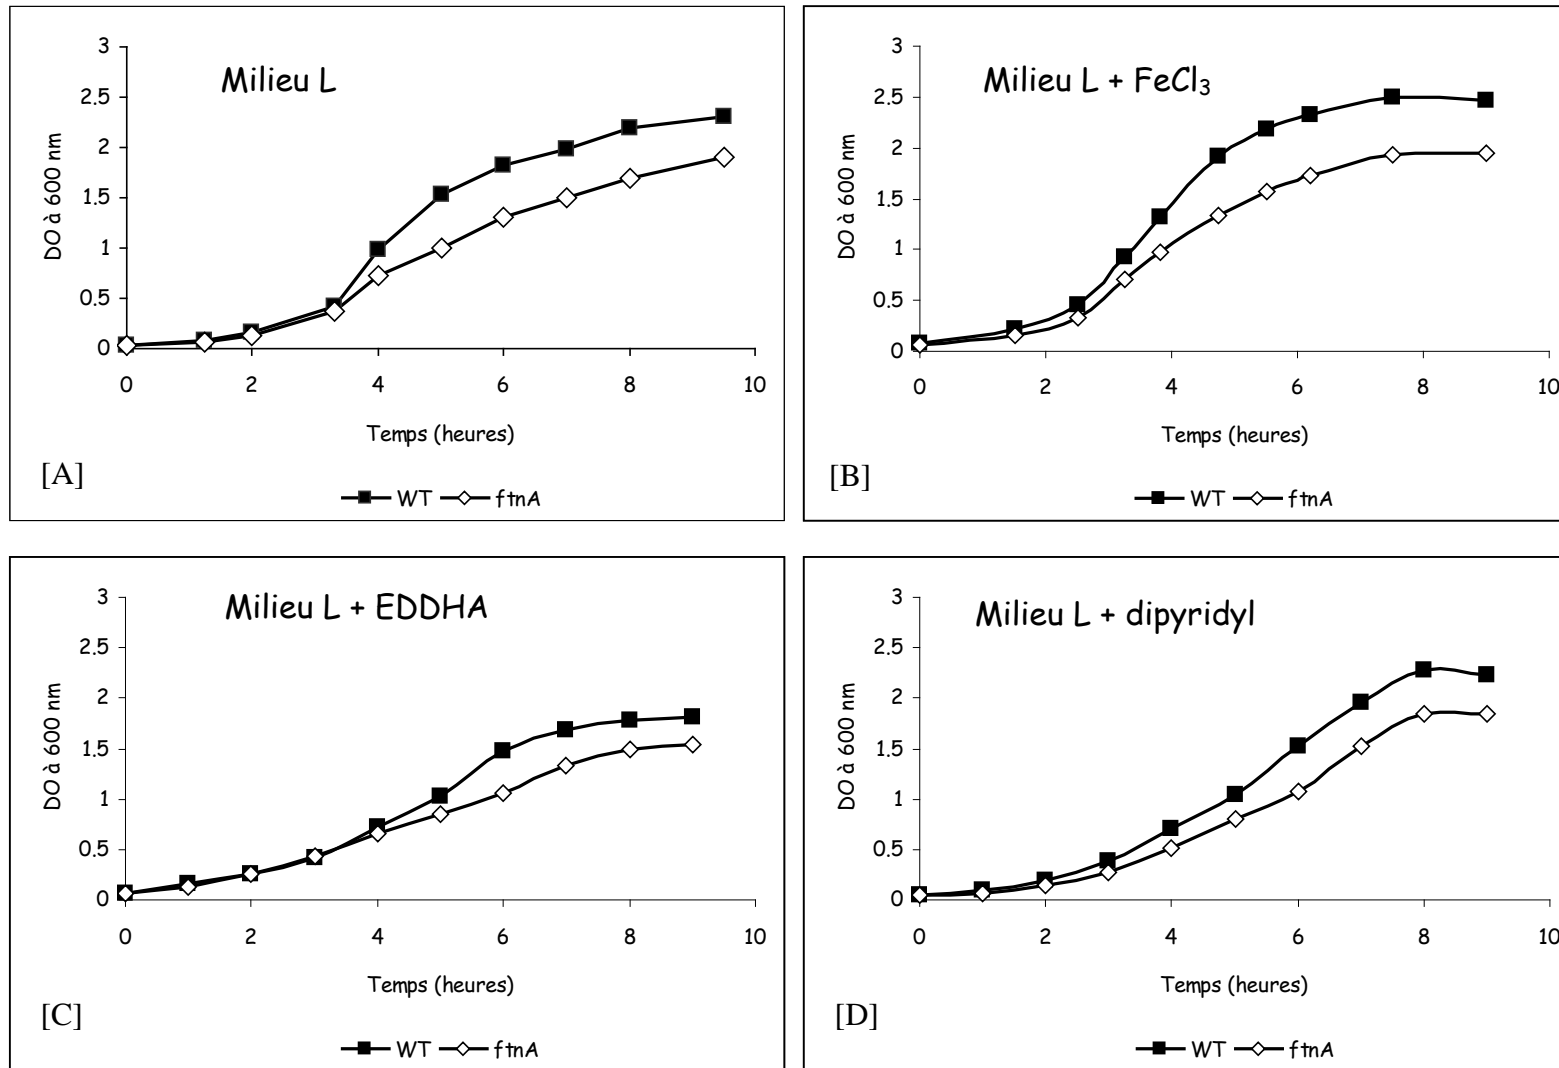 Milieu L
3
2.5
2
1.5
1
0.5
0
DO à 600 nm
0 2 4 6 8 10
Temps (heures)
[A]
WT ftnA
Milieu L + FeCl₃
3
2.5
2
1.5
1
0.5
0
DO à 600 nm
0 2 4 6 8 10
Temps (heures)
[B]
WT ftnA
Milieu L + EDDHA
3
2.5
2
1.5
1
0.5
0
DO à 600 nm
0 2 4 6 8 10
Temps (heures)
[C]
WT ftnA
Milieu L + dipyridyl
3
2.5
2
1.5
1
0.5
0
DO à 600 nm
0 2 4 6 8 10
Temps (heures)
[D]
WT ftnA